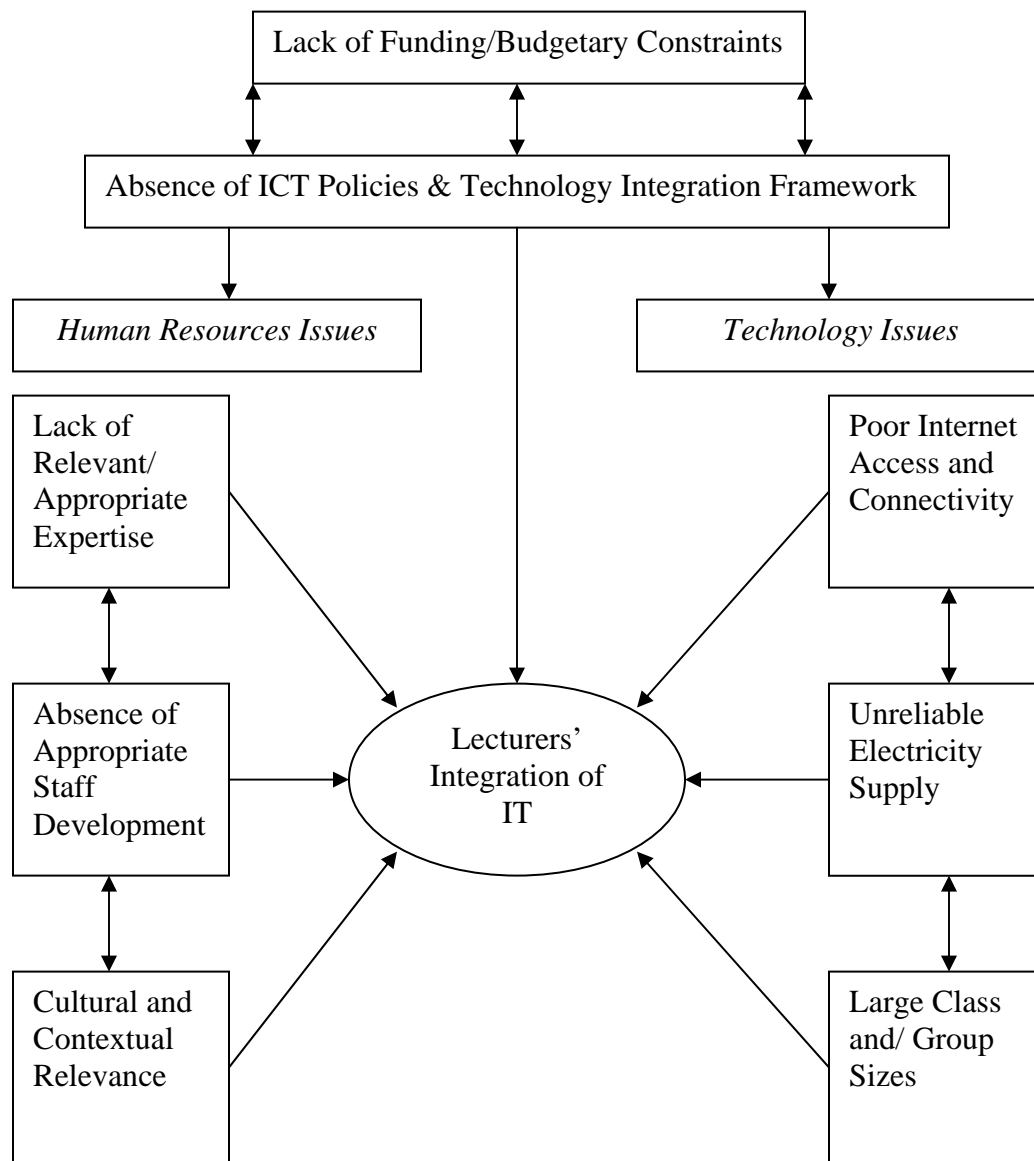 Lack of Funding/Budgetary Constraints
Absence of ICT Policies & Technology Integration Framework
Human Resources Issues
Technology Issues
Lack of
Relevant/
Appropriate
Expertise
Poor Internet
Access and
Connectivity
Absence of
Appropriate
Staff
Development
Lecturers’
Integration of
IT
Unreliable
Electricity
Supply
Cultural and
Contextual
Relevance
Large Class
and/ Group
Sizes